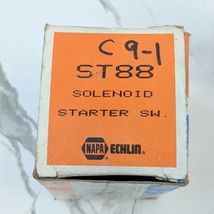 C 9-1
ST88
SOLENOID
STARTER SW.
NAPA ECHLIN